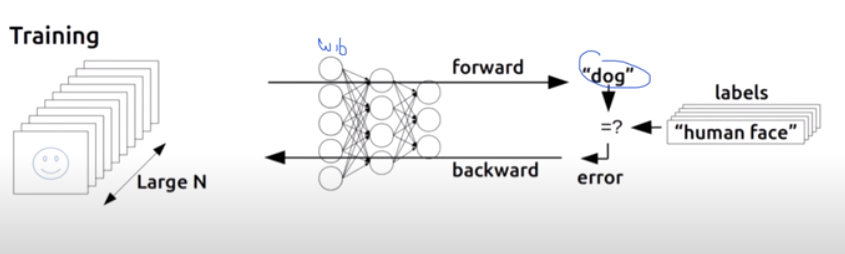 Training
w,b
forward
"dog"
labels
=?
"human face"
Large N
backward
error